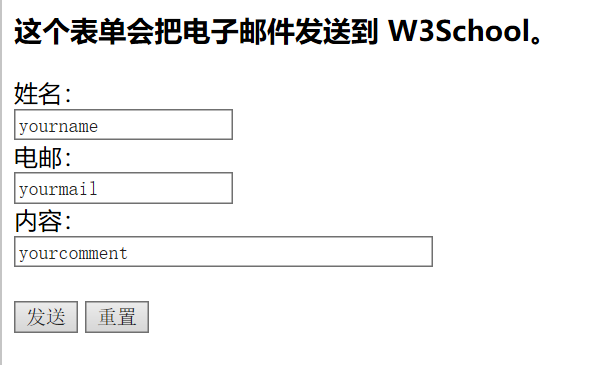 这个表单会把电子邮件发送到 W3School。
姓名：
yourname
电邮：
yourmail
内容：
yourcomment
发送 重置